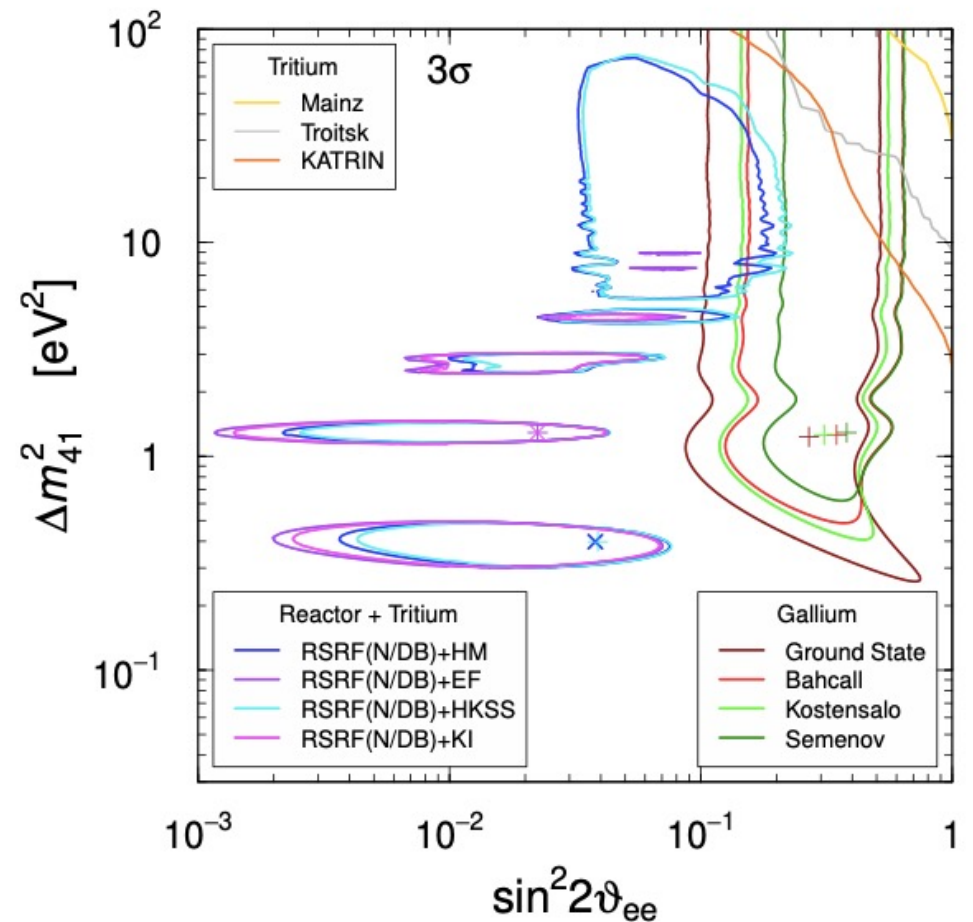 10²
Tritium
Mainz
Troitsk
KATRIN
3σ
10
Δm²₄₁ [eV²]
1
10⁻¹
Reactor + Tritium
RSRF(N/DB)+HM
RSRF(N/DB)+EF
RSRF(N/DB)+HKSS
RSRF(N/DB)+KI
Gallium
Ground State
Bahcall
Kostensalo
Semenov
10⁻³ 10⁻² 10⁻¹ 1
sin²2ϑₑₑ